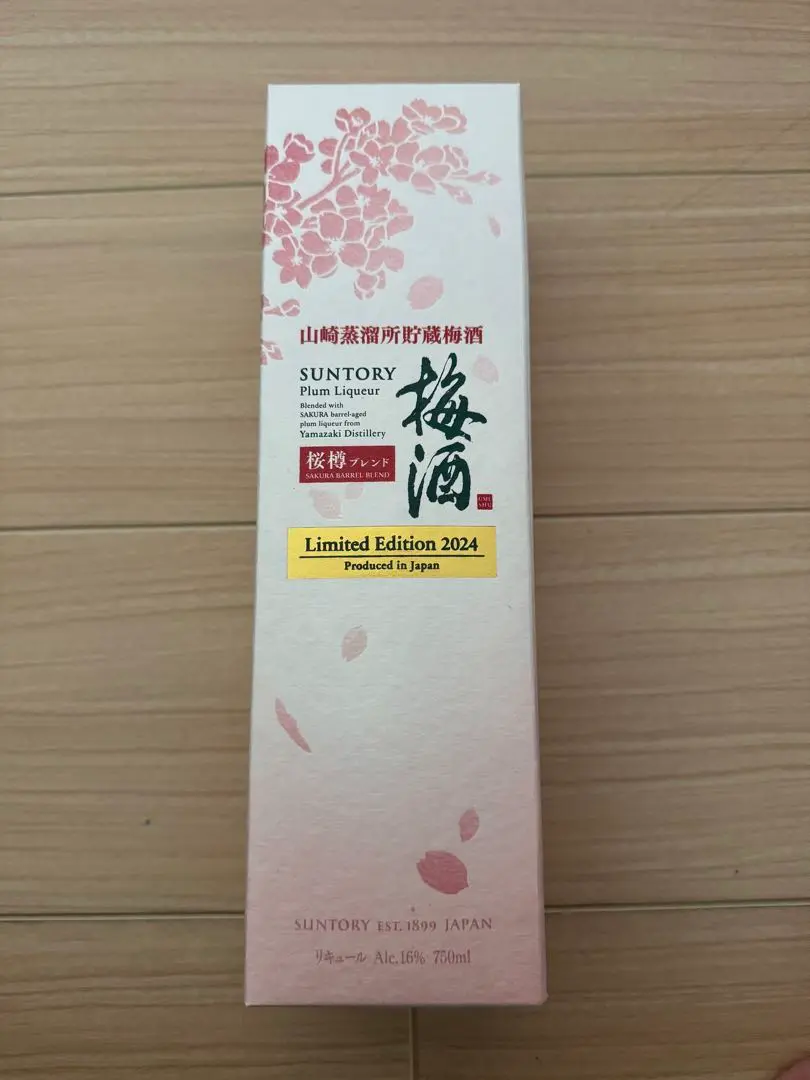 山崎蒸溜所貯蔵梅酒
SUNTORY
Plum Liqueur
Blended with
SAKURA barrel-aged
plum liqueur from
Yamazaki Distillery
桜樽ブレンド
SAKURA BARREL BLEND
梅酒
UME
SHU
Limited Edition 2024
Produced in Japan
SUNTORY EST. 1899 JAPAN
リキュール Alc.16% 750ml